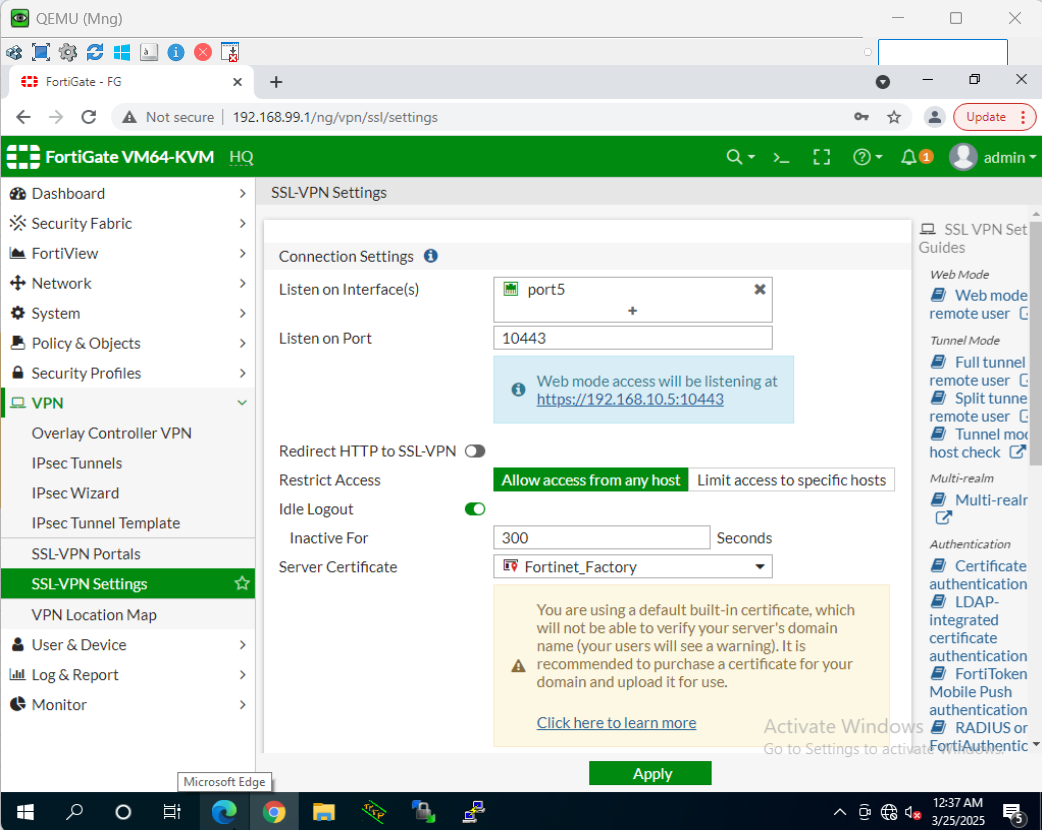 QEMU (Mng)
FortiGate - FG
Not secure
192.168.99.1/ng/vpn/ssl/settings
Update
FortiGate VM64-KVM
HQ
1
admin
Dashboard
Security Fabric
FortiView
Network
System
Policy & Objects
Security Profiles
VPN
Overlay Controller VPN
IPsec Tunnels
IPsec Wizard
IPsec Tunnel Template
SSL-VPN Portals
SSL-VPN Settings
VPN Location Map
User & Device
Log & Report
Monitor
SSL-VPN Settings
Connection Settings
Listen on Interface(s)
port5
+
Listen on Port
10443
Web mode access will be listening at
https://192.168.10.5:10443
Redirect HTTP to SSL-VPN
Restrict Access
Allow access from any host
Limit access to specific hosts
Idle Logout
Inactive For
300
Seconds
Server Certificate
Fortinet_Factory
You are using a default built-in certificate, which
will not be able to verify your server's domain
name (your users will see a warning). It is
recommended to purchase a certificate for your
domain and upload it for use.
Click here to learn more
Apply
SSL VPN Set
Guides
Web Mode
Web mode
remote user
Tunnel Mode
Full tunnel
remote user
Split tunne
remote user
Tunnel mod
host check
Multi-realm
Multi-realr
Authentication
Certificate
authentication
LDAP-
integrated
certificate
authentication
FortiToken
Mobile Push
authentication
RADIUS or
FortiAuthentic
Activate Windows
Go to Settings to activate Windows.
Microsoft Edge
12:37 AM
3/25/2025
5